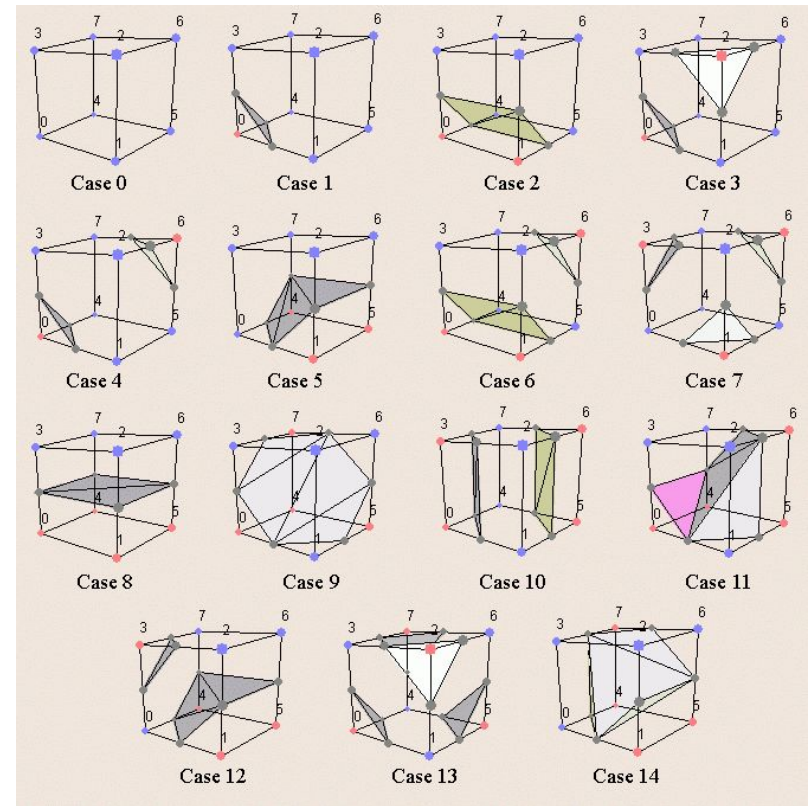 3 7 2 6
0 4 1 5
Case 0
3 7 2 6
0 4 1 5
Case 1
3 7 2 6
0 4 1 5
Case 2
3 7 2 6
0 4 1 5
Case 3
3 7 2 6
0 4 1 5
Case 4
3 7 2 6
0 4 1 5
Case 5
3 7 2 6
0 4 1 5
Case 6
3 7 2 6
0 4 1 5
Case 7
3 7 2 6
0 4 1 5
Case 8
3 7 2 6
0 4 1 5
Case 9
3 7 2 6
0 4 1 5
Case 10
3 7 2 6
0 4 1 5
Case 11
3 7 2 6
0 4 1 5
Case 12
3 7 2 6
0 4 1 5
Case 13
3 7 2 6
0 4 1 5
Case 14